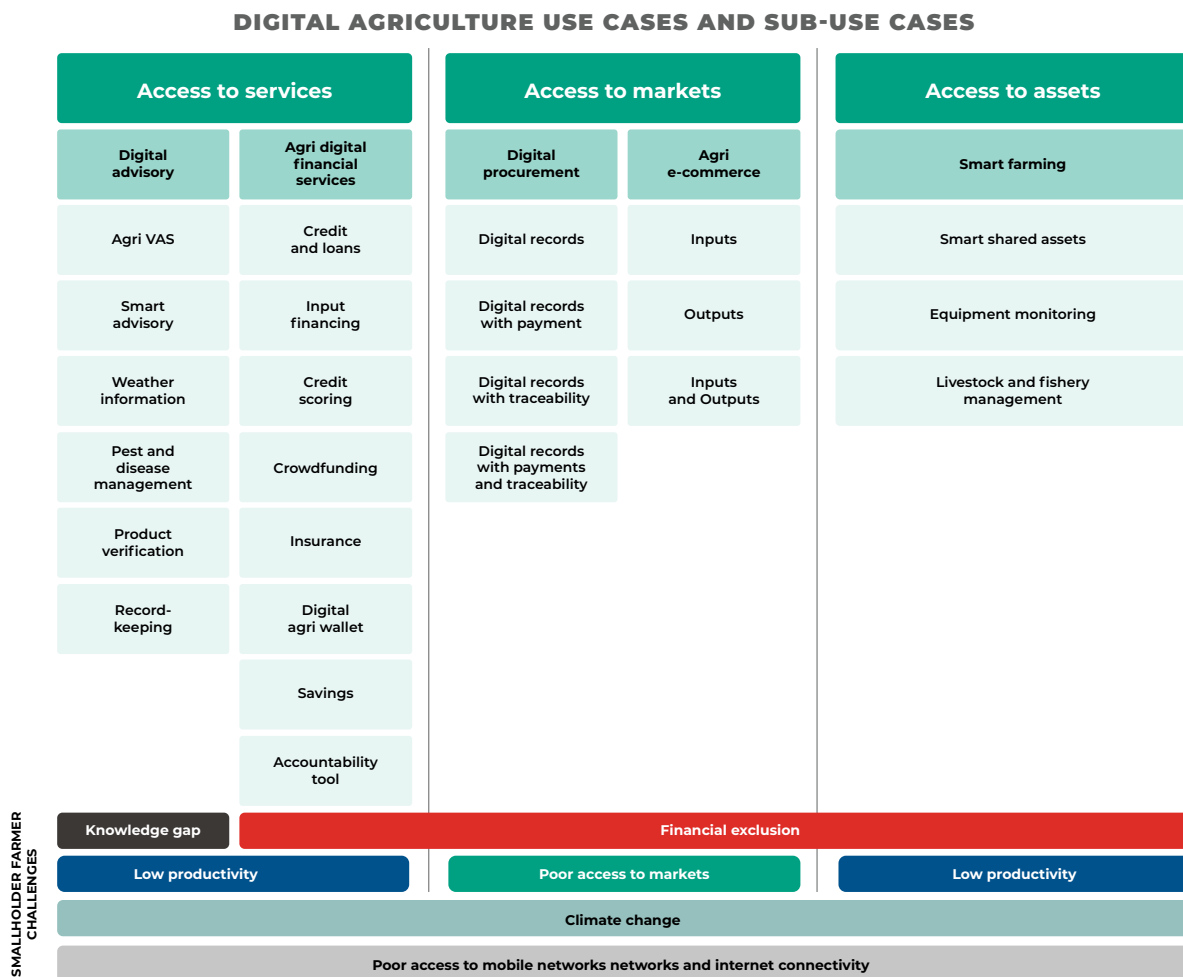 DIGITAL AGRICULTURE USE CASES AND SUB-USE CASES
Access to services
Digital
advisory
Agri VAS
Smart
advisory
Weather
information
Pest and
disease
management
Product
verification
Record-
keeping
Agri digital
financial
services
Credit
and loans
Input
financing
Credit
scoring
Crowdfunding
Insurance
Digital
agri wallet
Savings
Accountability
tool
Access to markets
Digital
procurement
Digital records
Digital records
with payment
Digital records
with traceability
Digital records
with payments
and traceability
Agri
e-commerce
Inputs
Outputs
Inputs
and Outputs
Access to assets
Smart farming
Smart shared assets
Equipment monitoring
Livestock and fishery
management
SMALLHOLDER FARMER
CHALLENGES
Knowledge gap
Financial exclusion
Low productivity
Poor access to markets
Low productivity
Climate change
Poor access to mobile networks networks and internet connectivity